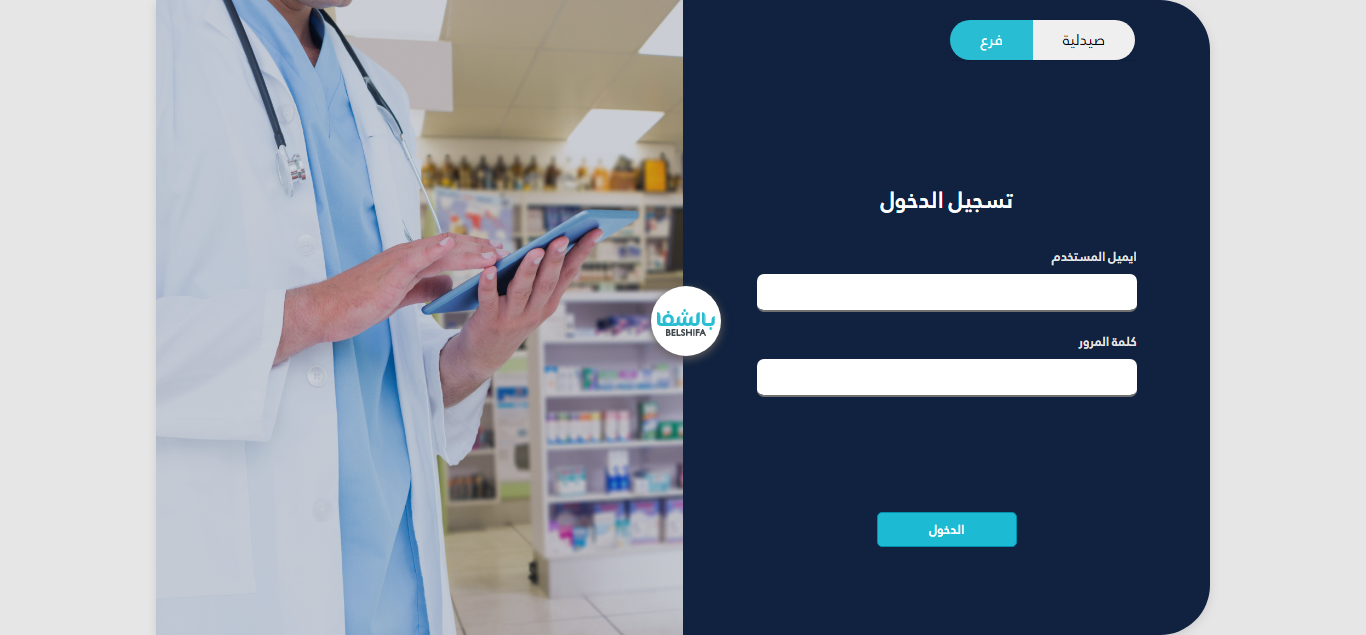 صيدلية
فرع
تسجيل الدخول
ايميل المستخدم
كلمة المرور
بالشفا
BELSHIFA
الدخول